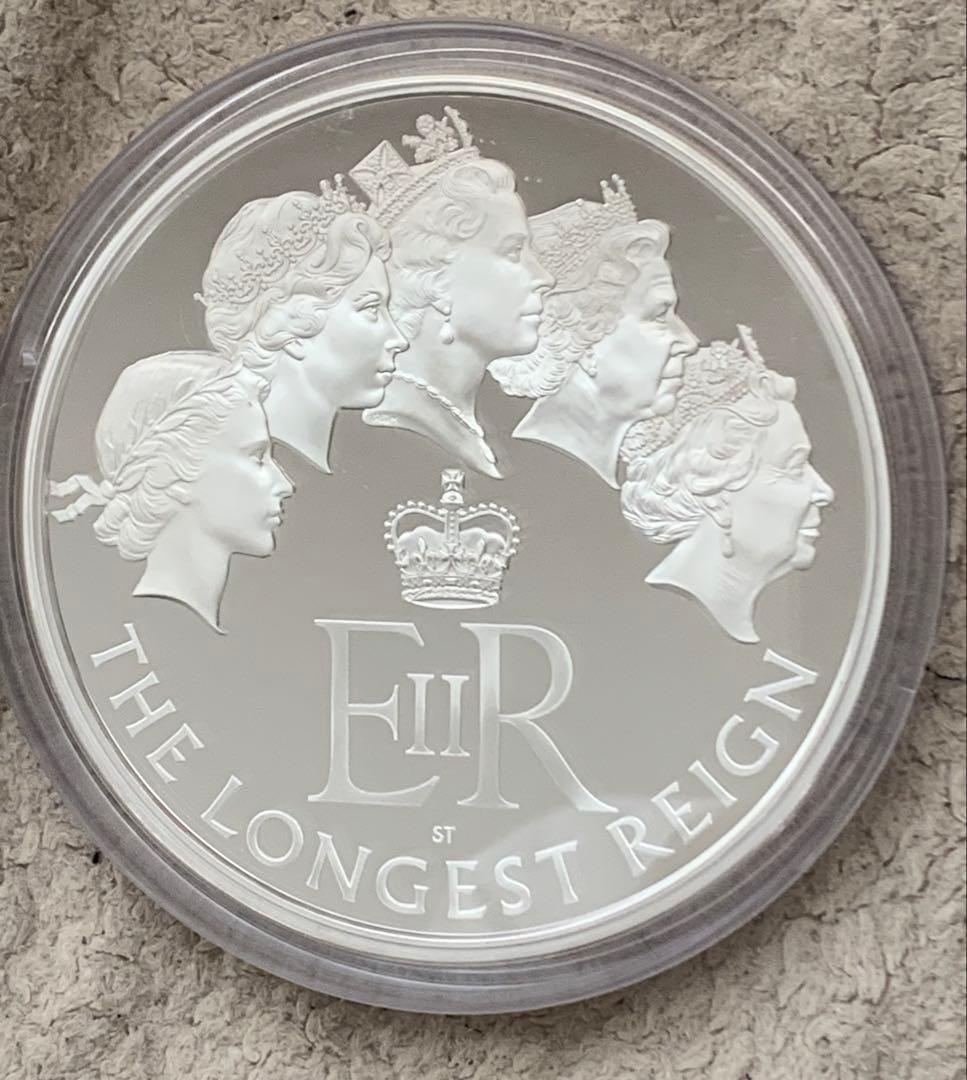 EIIR
ST
THE LONGEST REIGN